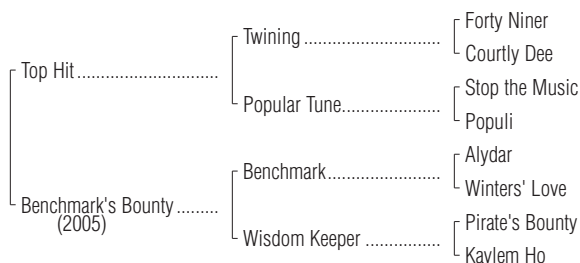 Forty Niner
Twining ..............................
Courtly Dee
Top Hit ...............................
Stop the Music
Popular Tune .....................
Populi
Alydar
Benchmark ........................
Winters' Love
Benchmark's Bounty .........
(2005)
Pirate's Bounty
Wisdom Keeper ................
Kaylem Ho